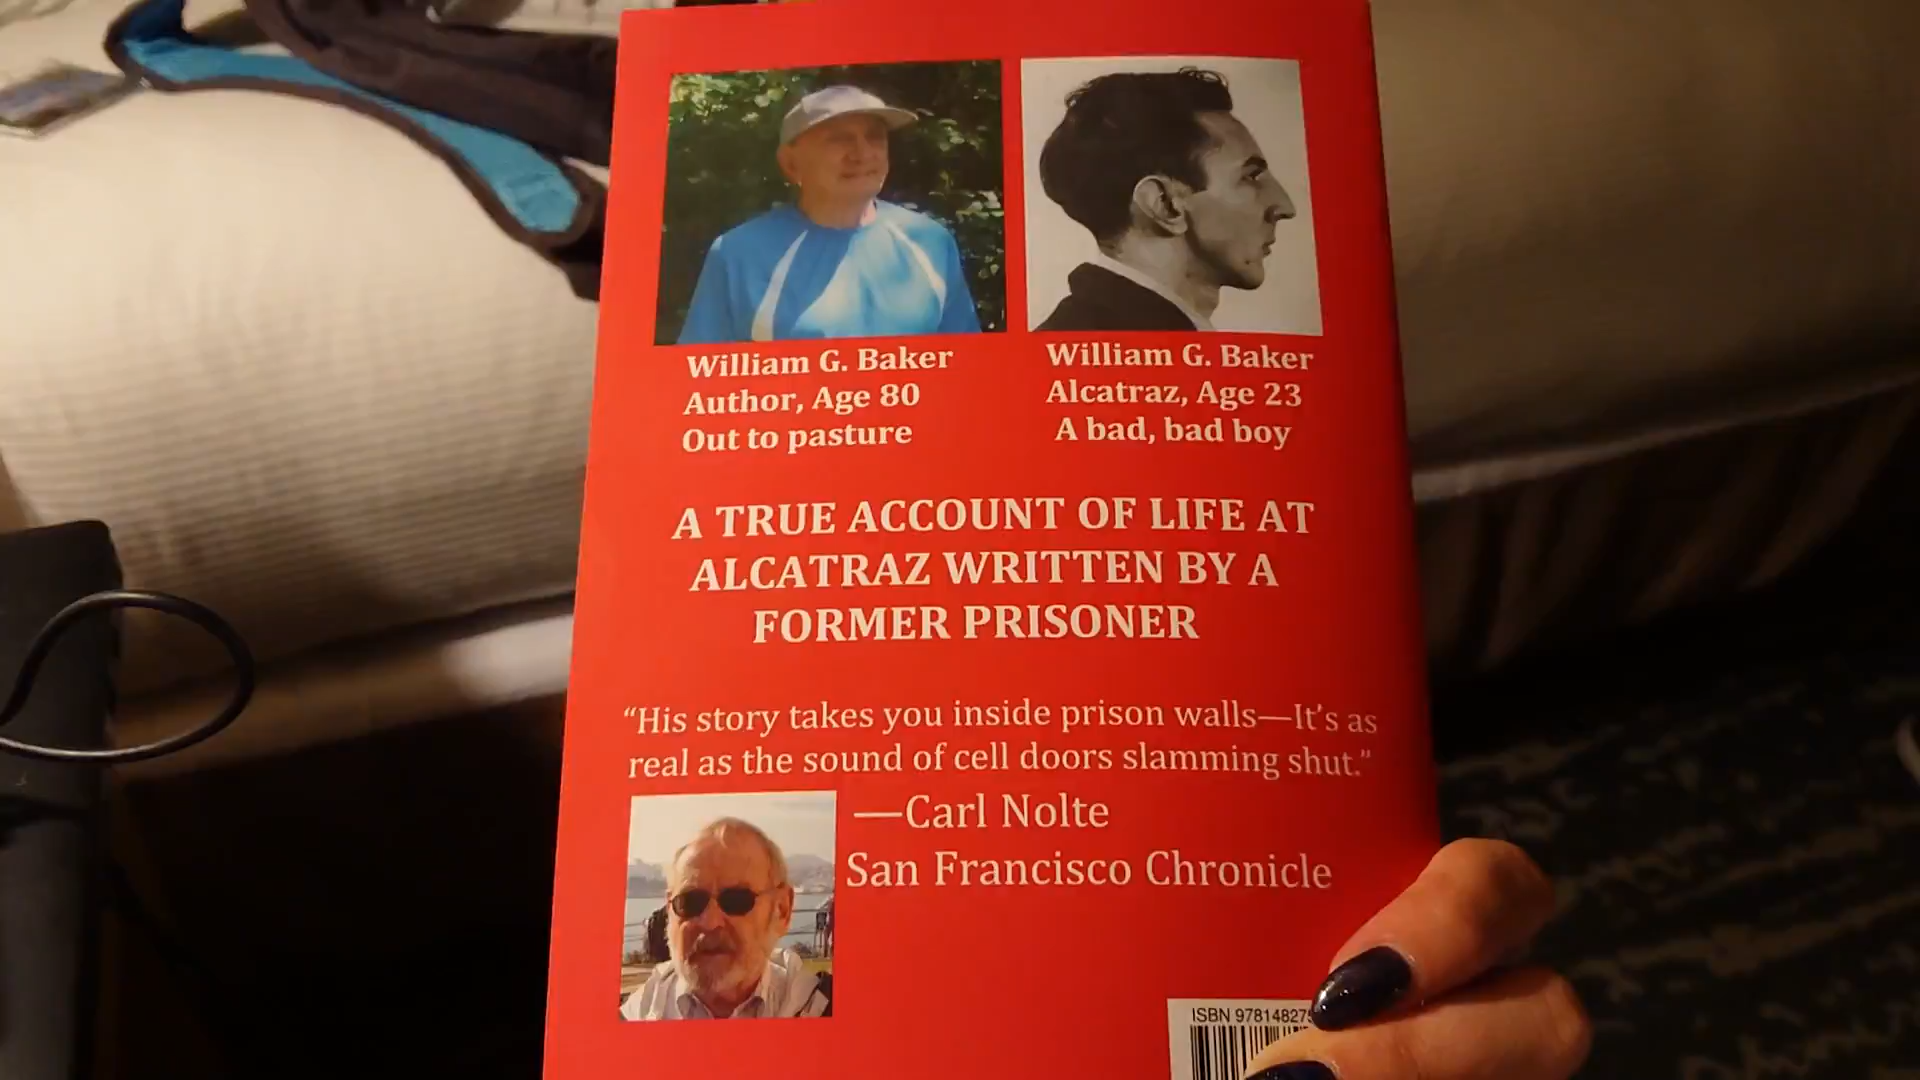 William G. Baker
Author, Age 80
Out to pasture
William G. Baker
Alcatraz, Age 23
A bad, bad boy
A TRUE ACCOUNT OF LIFE AT
ALCATRAZ WRITTEN BY A
FORMER PRISONER
“His story takes you inside prison walls—It’s as
real as the sound of cell doors slamming shut.”
—Carl Nolte
San Francisco Chronicle
ISBN 97814827